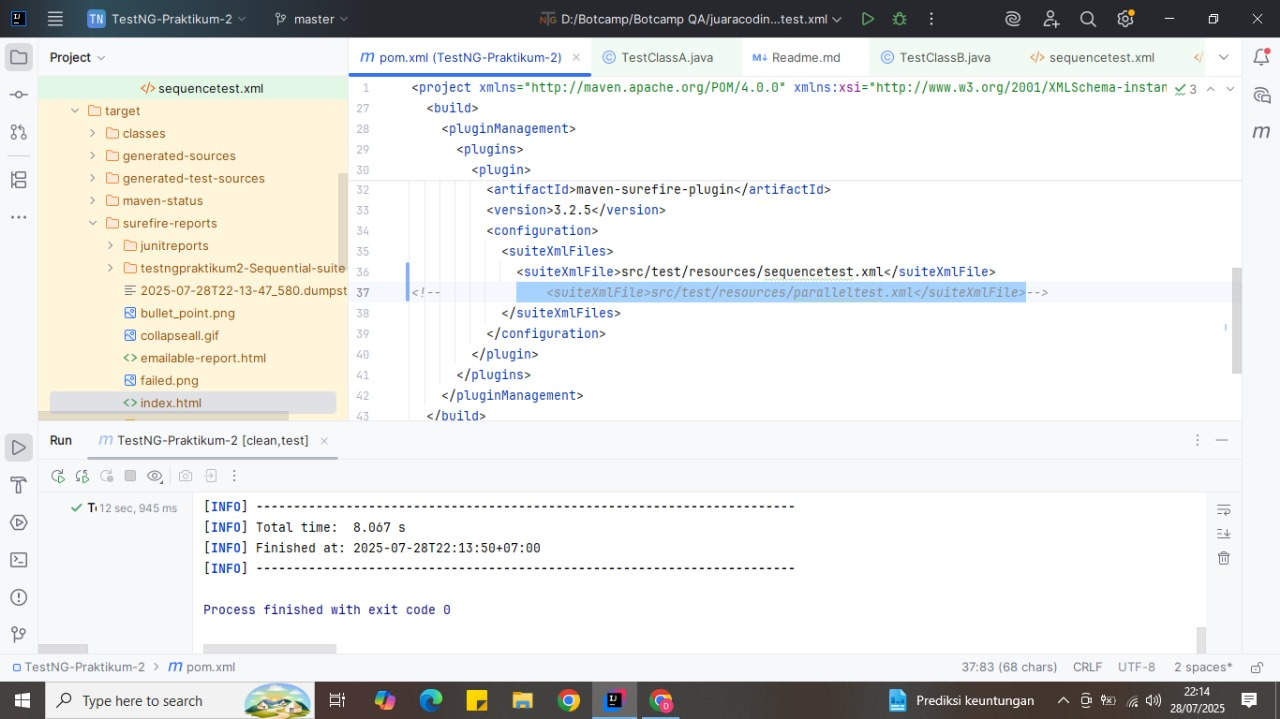 TN TestNG-Praktikum-2 master D:/Botcamp/Botcamp QA/juaracodin...test.xml
Project
sequencetest.xml
target
classes
generated-sources
generated-test-sources
maven-status
surefire-reports
junitreports
testngpraktikum2-Sequential-suite
2025-07-28T22-13-47_580.dumpst
bullet_point.png
collapseall.gif
emailable-report.html
failed.png
index.html
pom.xml (TestNG-Praktikum-2) TestClassA.java Readme.md TestClassB.java sequencetest.xml
1 <project xmlns="http://maven.apache.org/POM/4.0.0" xmlns:xsi="http://www.w3.org/2001/XMLSchema-instan 3
27 <build>
28 <pluginManagement>
29 <plugins>
30 <plugin>
32 <artifactId>maven-surefire-plugin</artifactId>
33 <version>3.2.5</version>
34 <configuration>
35 <suiteXmlFiles>
36 <suiteXmlFile>src/test/resources/sequencetest.xml</suiteXmlFile>
37 <!-- <suiteXmlFile>src/test/resources/paralleltest.xml</suiteXmlFile>-->
38 </suiteXmlFiles>
39 </configuration>
40 </plugin>
41 </plugins>
42 </pluginManagement>
43 </build>
Run TestNG-Praktikum-2 [clean,test]
12 sec, 945 ms
[INFO] ------------------------------------------------------------------------
[INFO] Total time:  8.067 s
[INFO] Finished at: 2025-07-28T22:13:50+07:00
[INFO] ------------------------------------------------------------------------
Process finished with exit code 0
TestNG-Praktikum-2 > pom.xml 37:83 (68 chars) CRLF UTF-8 2 spaces*
Type here to search Prediksi keuntungan 22:14
28/07/2025